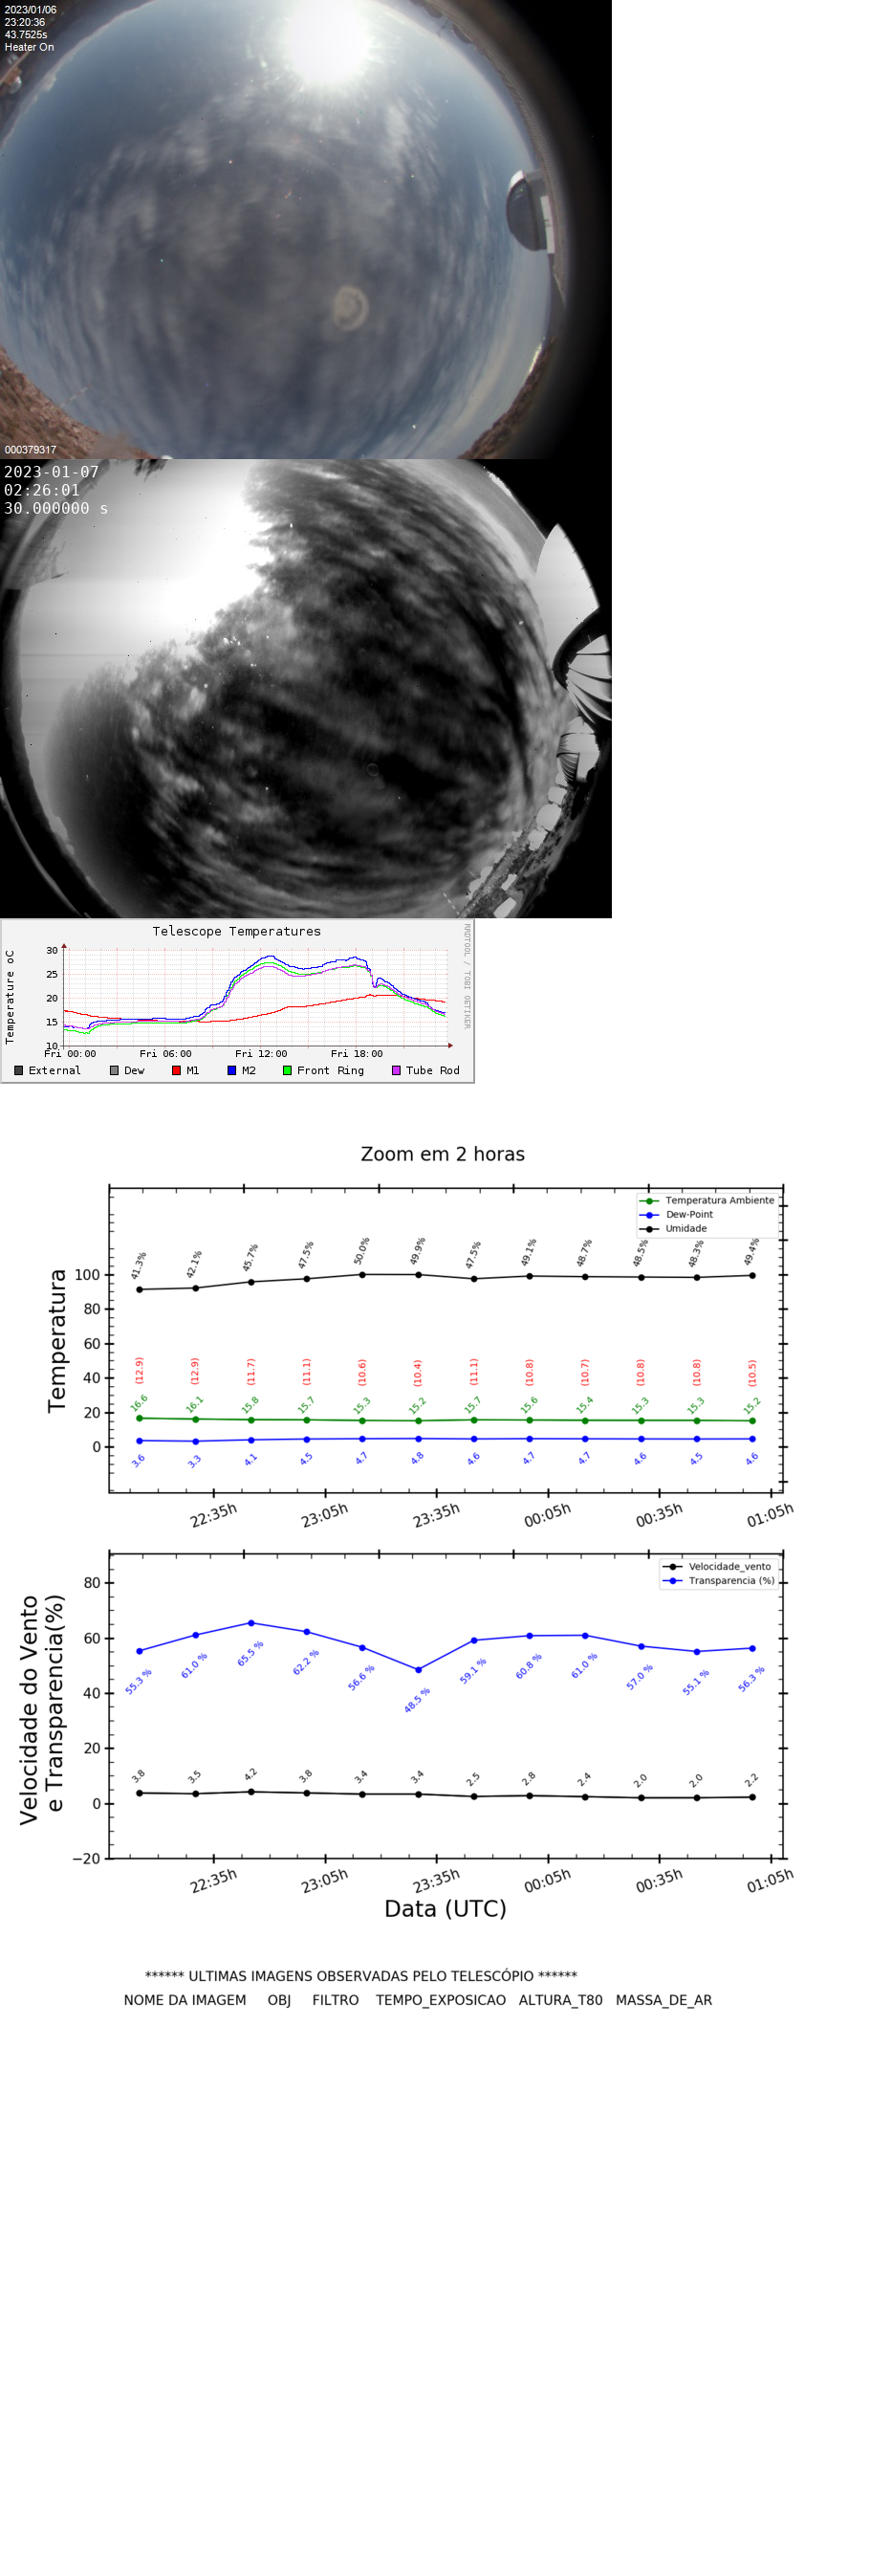 2023/01/06
23:20:36
43.7525s
Heater On
000379317
2023-01-07
02:26:01
30.000000 s
Telescope Temperatures
RRDTOOL / TOBI OETIKER
Temperature oC
30
25
20
15
10
Fri 00:00 Fri 06:00 Fri 12:00 Fri 18:00
External Dew M1 M2 Front Ring Tube Rod
Zoom em 2 horas
Temperatura Ambiente
Dew-Point
Umidade
41.3% 42.1% 45.7% 47.5% 50.0% 49.9% 47.5% 49.1% 48.7% 48.5% 48.3% 49.4%
Temperatura
100
80
60
40
20
0
(12.9) (12.9) (11.7) (11.1) (10.6) (10.4) (11.1) (10.8) (10.7) (10.8) (10.8) (10.5)
16.6 16.1 15.8 15.7 15.3 15.2 15.7 15.6 15.4 15.3 15.3 15.2
3.6 3.3 4.1 4.5 4.7 4.8 4.6 4.7 4.7 4.6 4.5 4.6
22:35h 23:05h 23:35h 00:05h 00:35h 01:05h
Velocidade_vento
Transparencia (%)
Velocidade do Vento
e Transparencia(%)
80
60
40
20
0
−20
55.3 % 61.0 % 65.5 % 62.2 % 56.6 % 48.5 % 59.1 % 60.8 % 61.0 % 57.0 % 55.1 % 56.3 %
3.8 3.5 4.2 3.8 3.4 3.4 2.5 2.8 2.4 2.0 2.0 2.2
22:35h 23:05h 23:35h 00:05h 00:35h 01:05h
Data (UTC)
****** ULTIMAS IMAGENS OBSERVADAS PELO TELESCÓPIO ******
NOME DA IMAGEM OBJ FILTRO TEMPO_EXPOSICAO ALTURA_T80 MASSA_DE_AR